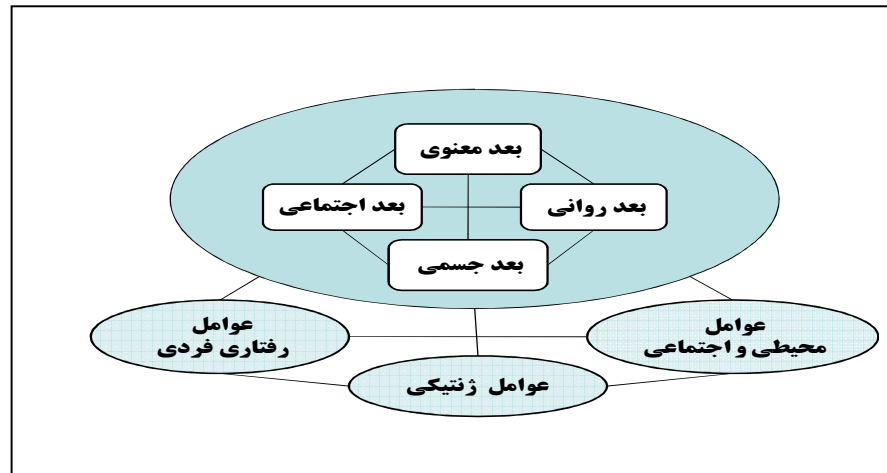 بعد معنوی
بعد روانی
بعد اجتماعی
بعد جسمی
عوامل
محیطی و اجتماعی
عوامل
رفتاری فردی
عوامل ژنتیکی